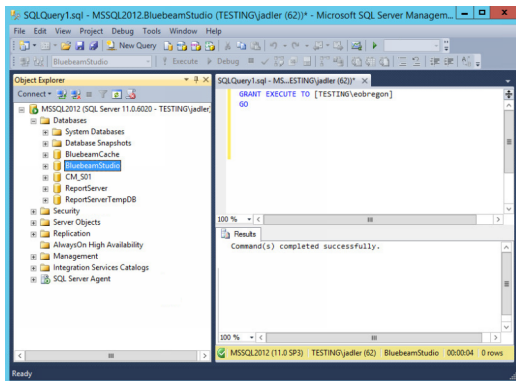 SQLQuery1.sql - MSSQL2012.BluebeamStudio (TESTING\jadler (62))* - Microsoft SQL Server Managem...
File Edit View Project Debug Tools Window Help
New Query
BluebeamStudio Execute Debug
Object Explorer
Connect
MSSQL2012 (SQL Server 11.0.6020 - TESTING\jadler)
Databases
System Databases
Database Snapshots
BluebeamCache
BluebeamStudio
CM_S01
ReportServer
ReportServerTempDB
Security
Server Objects
Replication
AlwaysOn High Availability
Management
Integration Services Catalogs
SQL Server Agent
SQLQuery1.sql - MS...ESTING\jadler (62))*
GRANT EXECUTE TO [TESTING\eobregon]
GO
100 %
Results
Command(s) completed successfully.
100 %
MSSQL2012 (11.0 SP3) TESTING\jadler (62) BluebeamStudio 00:00:04 0 rows
Ready